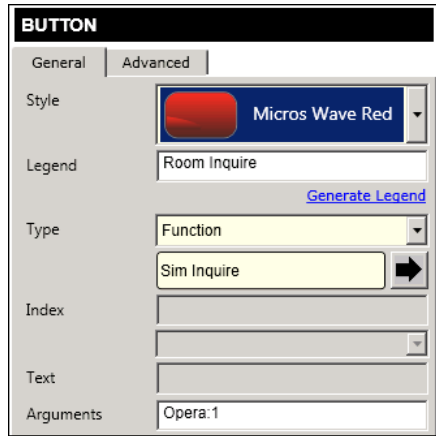 BUTTON
General Advanced
Style Micros Wave Red
Legend Room Inquire
Generate Legend
Type Function
Sim Inquire
Index
Text
Arguments Opera:1